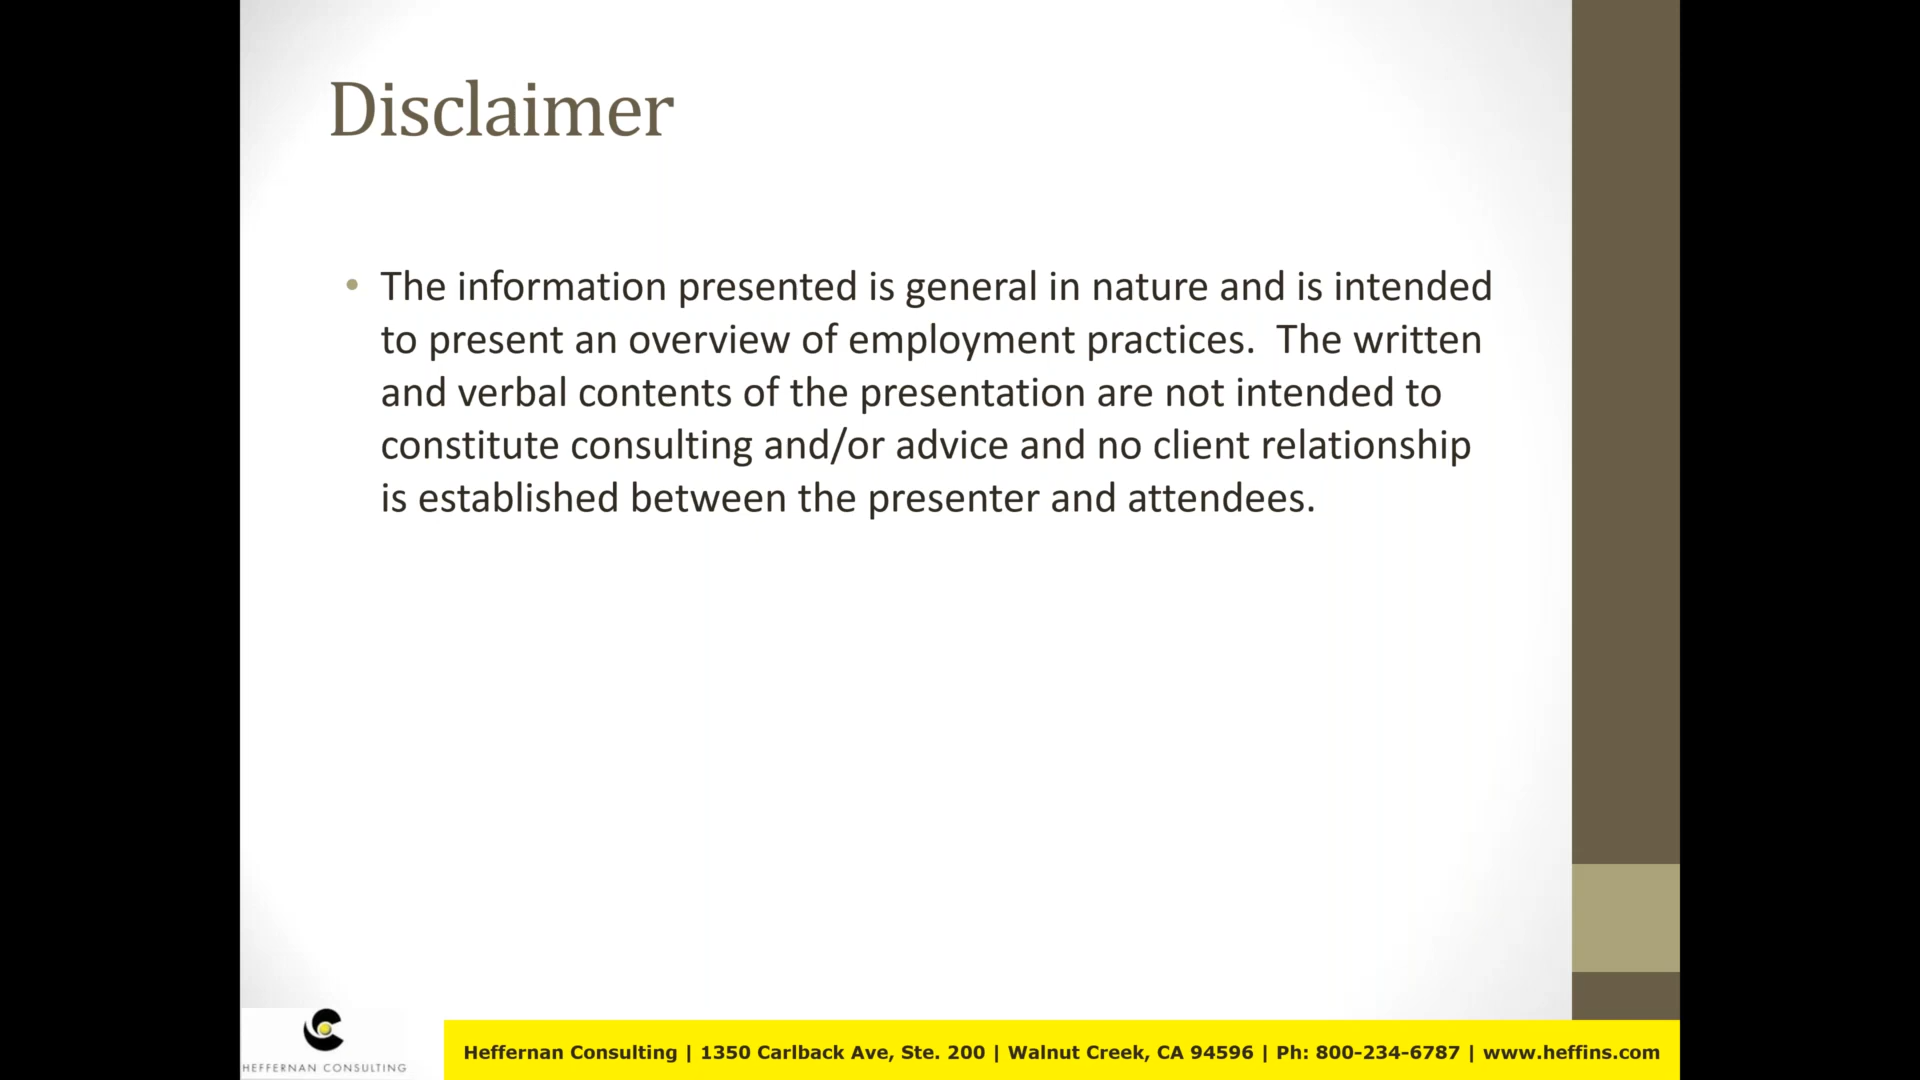 Disclaimer
• The information presented is general in nature and is intended
to present an overview of employment practices.  The written
and verbal contents of the presentation are not intended to
constitute consulting and/or advice and no client relationship
is established between the presenter and attendees.
HEFFERNAN CONSULTING
Heffernan Consulting | 1350 Carlback Ave, Ste. 200 | Walnut Creek, CA 94596 | Ph: 800-234-6787 | www.heffins.com